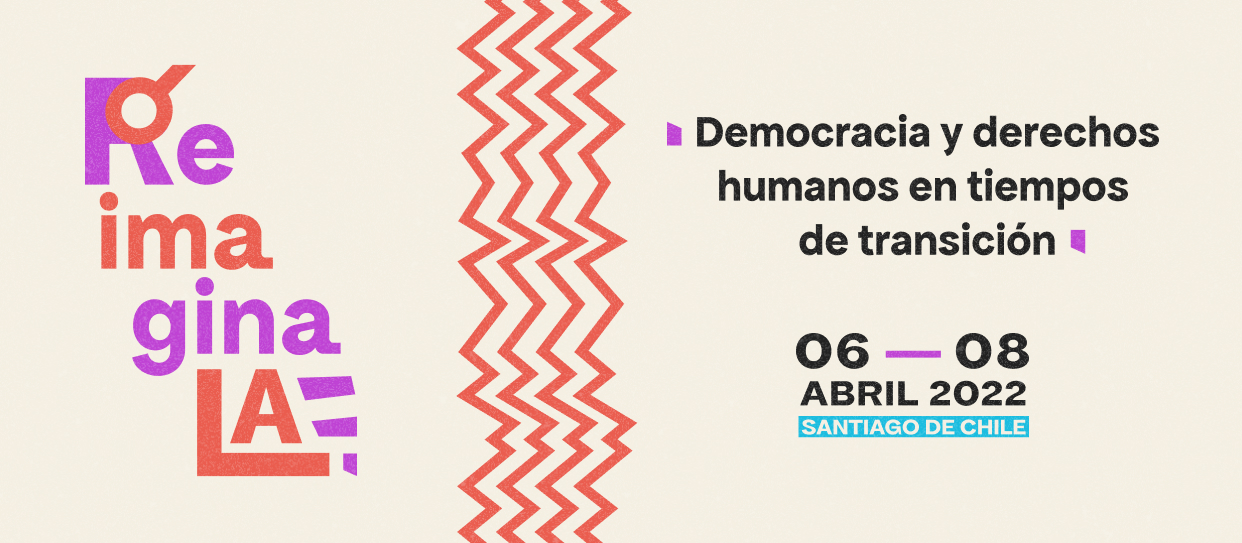 Re
ima
gina
LA
Democracia y derechos
humanos en tiempos
de transición
06 — 08
ABRIL 2022
SANTIAGO DE CHILE